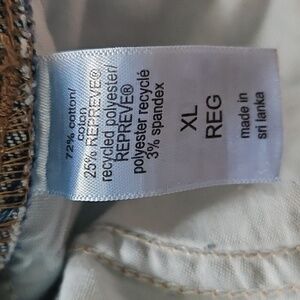 72% cotton/
coton
25% REPREVE®
recycled polyester/
REPREVE®
polyester recyclé
3% spandex
XL
REG
made in
sri lanka